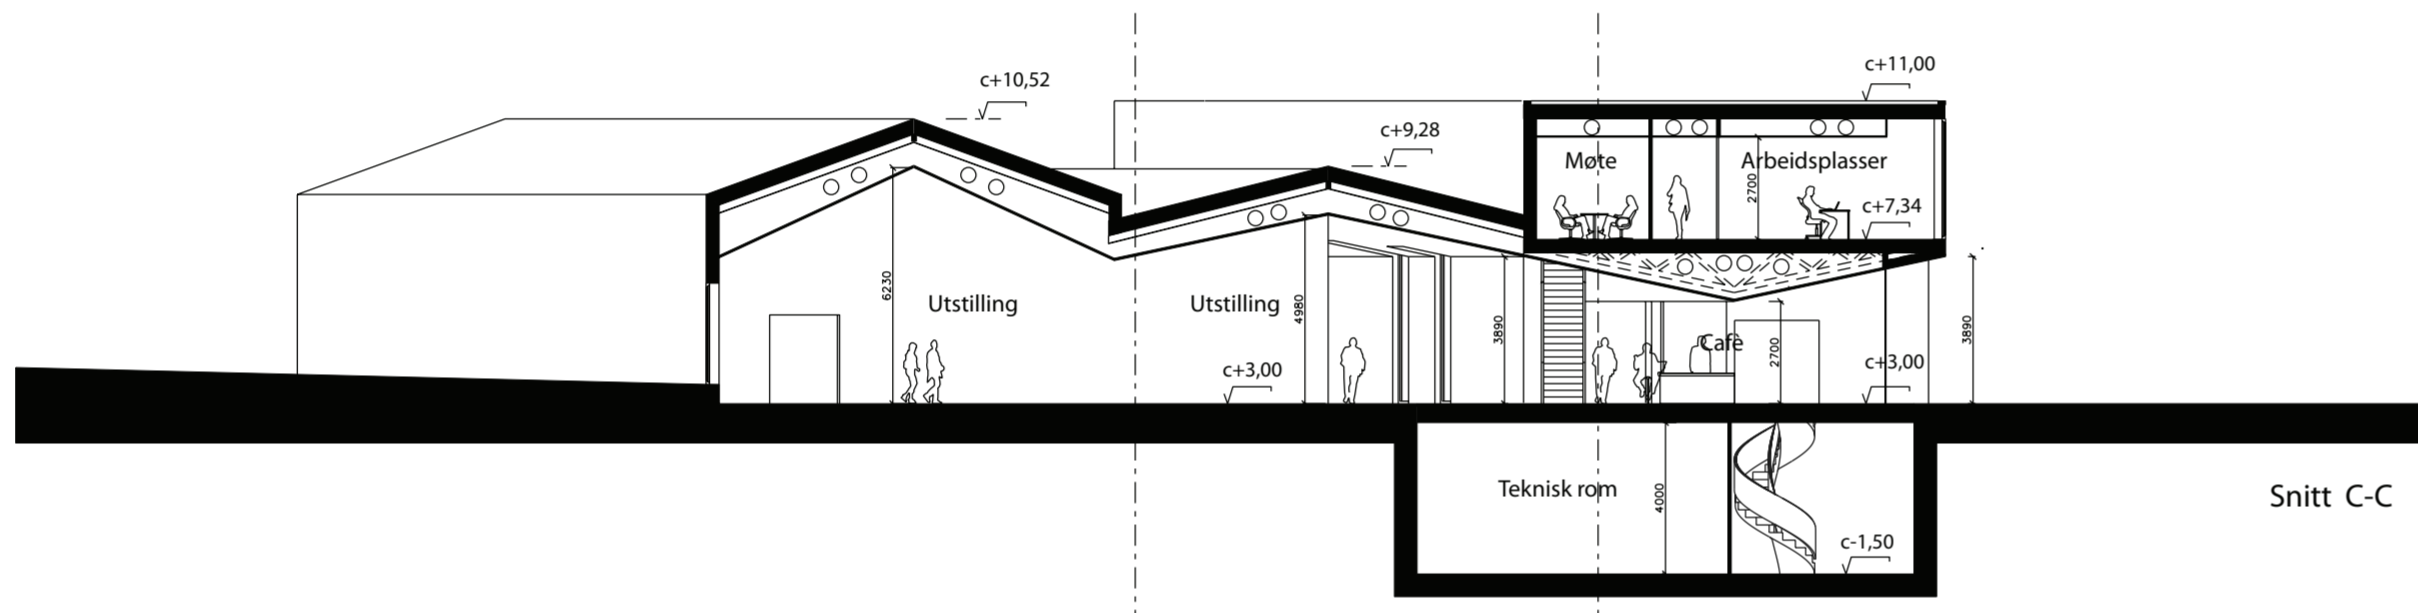 c+10,52
c+9,28
c+11,00
Møte
Arbeidsplasser
2700
c+7,34
6230
Utstilling
Utstilling
4980
3890
Cafè
2700
3890
c+3,00
c+3,00
Teknisk rom
4000
c-1,50
Snitt C-C